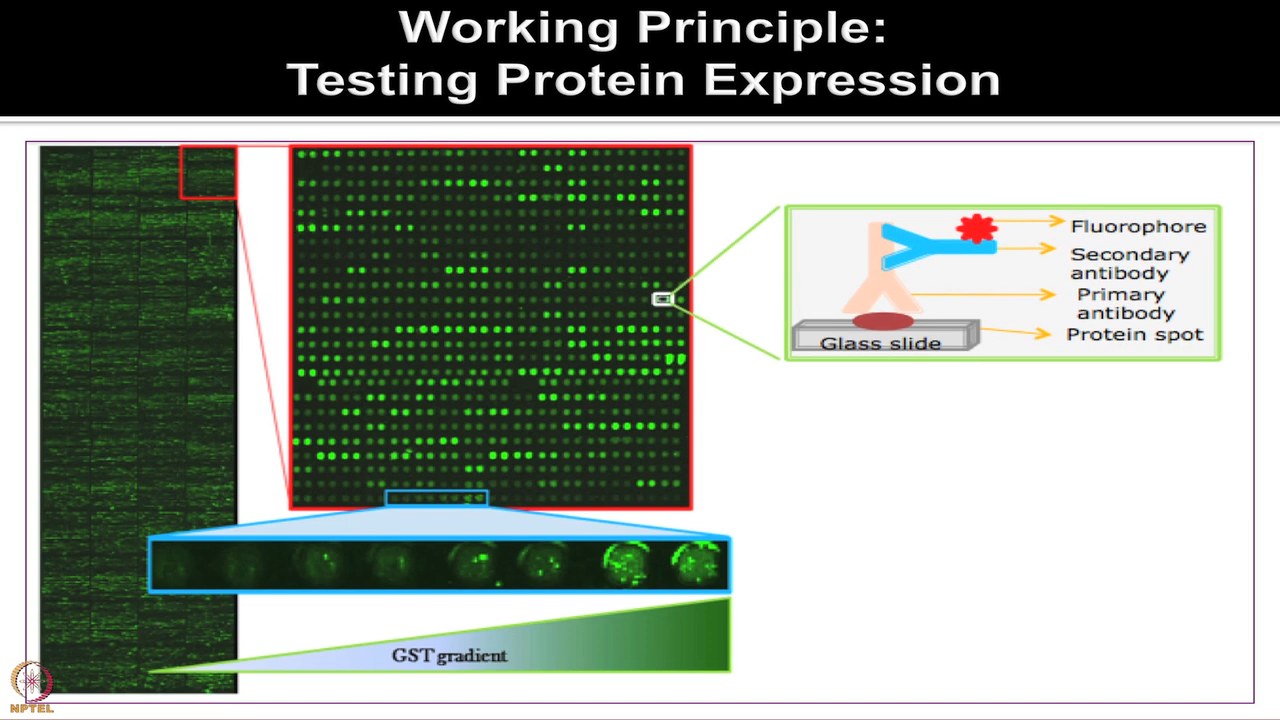 Working Principle:
Testing Protein Expression
Fluorophore
Secondary
antibody
Primary
antibody
Protein spot
Glass slide
GST gradient
NPTEL